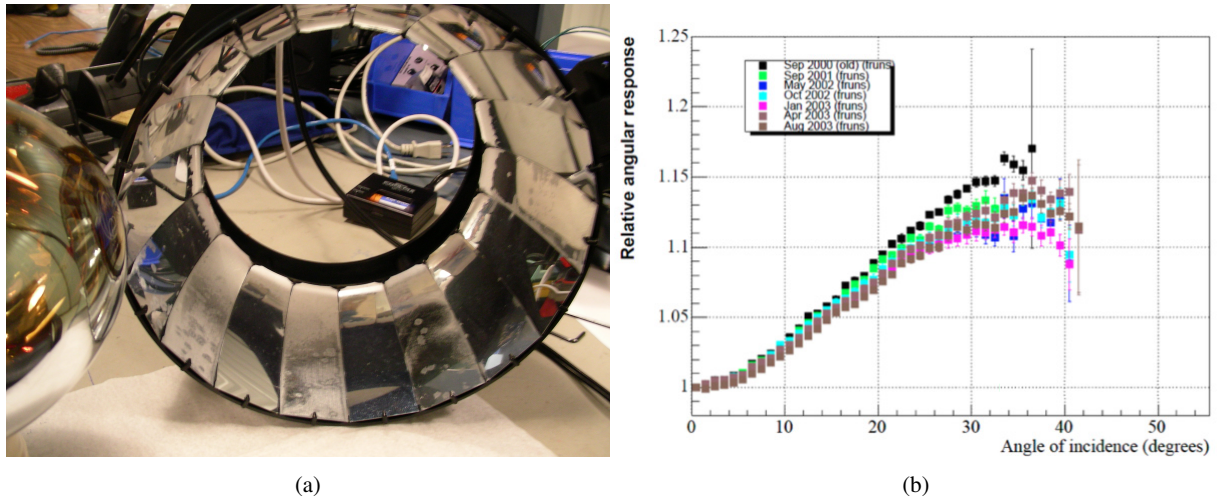 Relative angular response
1.25
1.2
1.15
1.1
1.05
1
Sep 2000 (old) (fruns
Sep 2001 (fruns)
May 2002 (fruns)
Oct 2002 (fruns)
Jan 2003 (fruns)
Apr 2003 (fruns)
Aug 2003 (fruns)
0 10 20 30 40 50
Angle of incidence (degrees)
(a) (b)